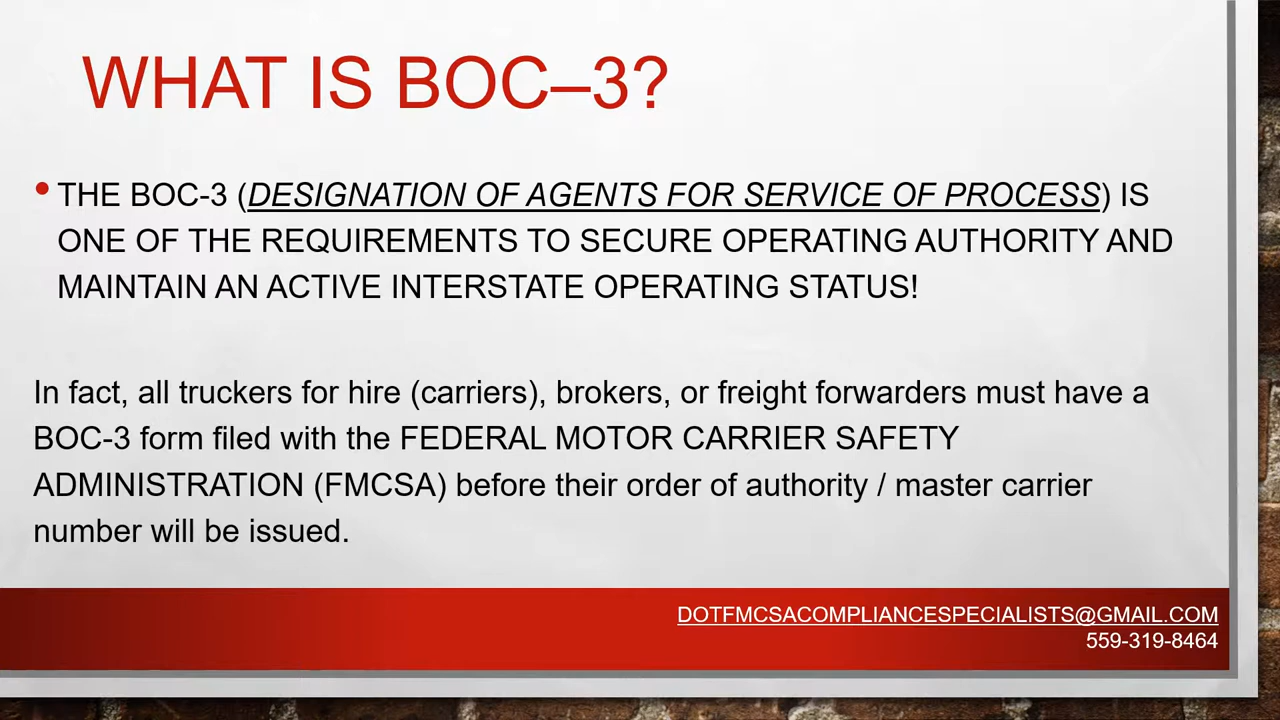 WHAT IS BOC–3?
• THE BOC-3 (DESIGNATION OF AGENTS FOR SERVICE OF PROCESS) IS
ONE OF THE REQUIREMENTS TO SECURE OPERATING AUTHORITY AND
MAINTAIN AN ACTIVE INTERSTATE OPERATING STATUS!
In fact, all truckers for hire (carriers), brokers, or freight forwarders must have a
BOC-3 form filed with the FEDERAL MOTOR CARRIER SAFETY
ADMINISTRATION (FMCSA) before their order of authority / master carrier
number will be issued.
DOTFMCSACOMPLIANCESPECIALISTS@GMAIL.COM
559-319-8464